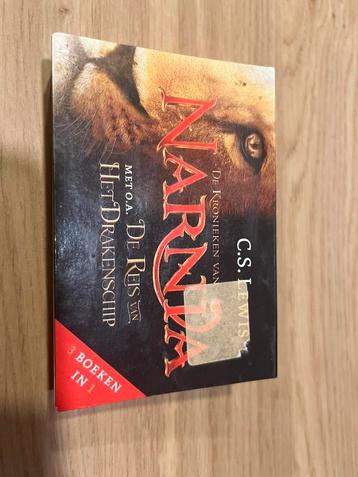 C.S. LEWIS
DE KRONIEKEN VAN
NARNIA
MET O.A. DE REIS VAN
HET DRAKENSCHIP
3 BOEKEN
IN 1